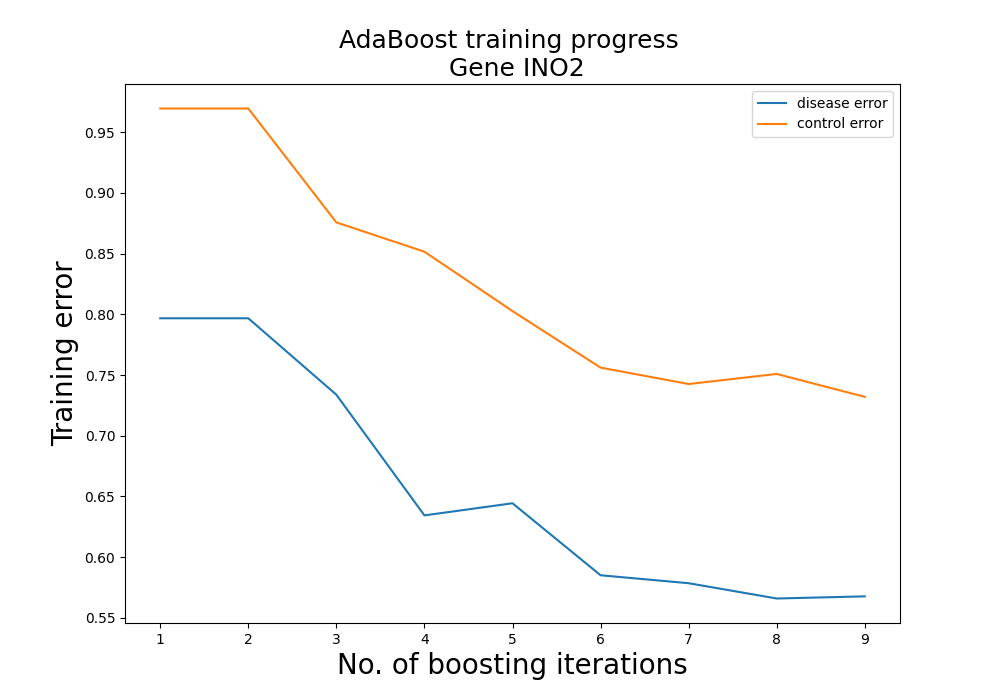 AdaBoost training progress
Gene INO2
disease error
control error
Training error
0.95
0.90
0.85
0.80
0.75
0.70
0.65
0.60
0.55
1 2 3 4 5 6 7 8 9
No. of boosting iterations